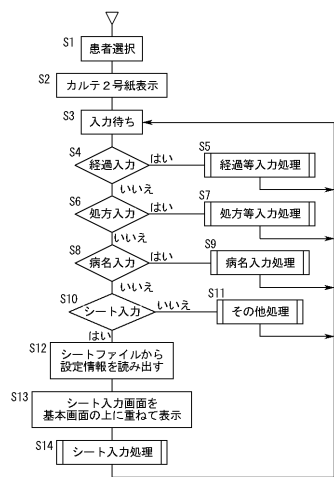 S1
患者選択
S2
カルテ2号紙表示
S3
入力待ち
S4
経過入力
はい
S5
経過等入力処理
いいえ
S6
処方入力
はい
S7
処方等入力処理
いいえ
S8
病名入力
はい
S9
病名入力処理
いいえ
S10
シート入力
いいえ
S11
その他処理
はい
S12
シートファイルから
設定情報を読み出す
S13
シート入力画面を
基本画面の上に重ねて表示
S14
シート入力処理